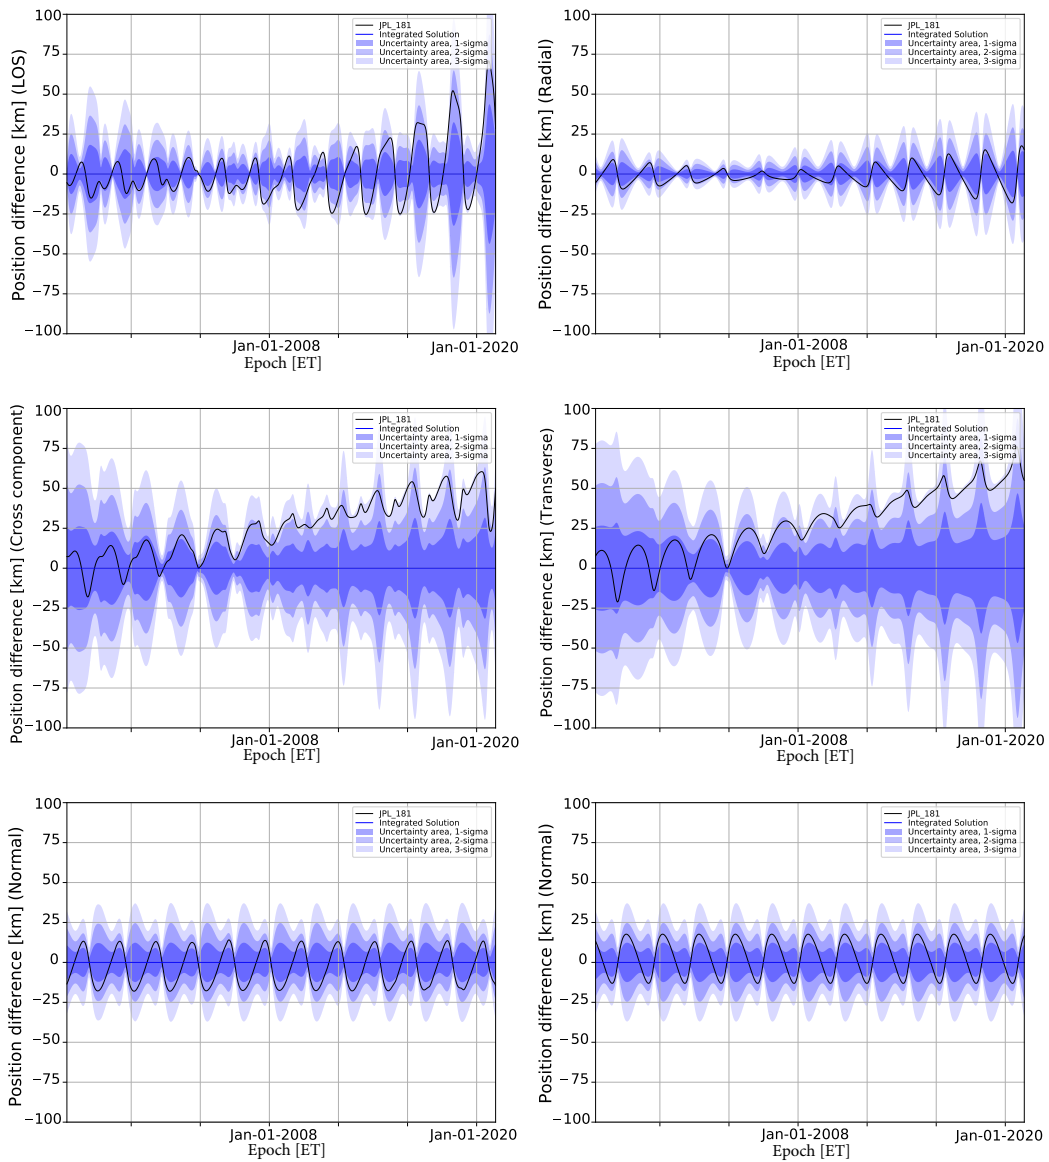 100
75
50
25
0
−25
−50
−75
−100
Position difference [km] (LOS)
JPL_181
Integrated Solution
Uncertainty area, 1-sigma
Uncertainty area, 2-sigma
Uncertainty area, 3-sigma
Jan-01-2008
Jan-01-2020
Epoch [ET]
100
75
50
25
0
−25
−50
−75
−100
Position difference [km] (Radial)
JPL_181
Integrated Solution
Uncertainty area, 1-sigma
Uncertainty area, 2-sigma
Uncertainty area, 3-sigma
Jan-01-2008
Jan-01-2020
Epoch [ET]
100
75
50
25
0
−25
−50
−75
−100
Position difference [km] (Cross component)
JPL_181
Integrated Solution
Uncertainty area, 1-sigma
Uncertainty area, 2-sigma
Uncertainty area, 3-sigma
Jan-01-2008
Jan-01-2020
Epoch [ET]
100
75
50
25
0
−25
−50
−75
−100
Position difference [km] (Transverse)
JPL_181
Integrated Solution
Uncertainty area, 1-sigma
Uncertainty area, 2-sigma
Uncertainty area, 3-sigma
Jan-01-2008
Jan-01-2020
Epoch [ET]
100
75
50
25
0
−25
−50
−75
−100
Position difference [km] (Normal)
JPL_181
Integrated Solution
Uncertainty area, 1-sigma
Uncertainty area, 2-sigma
Uncertainty area, 3-sigma
Jan-01-2008
Jan-01-2020
Epoch [ET]
100
75
50
25
0
−25
−50
−75
−100
Position difference [km] (Normal)
JPL_181
Integrated Solution
Uncertainty area, 1-sigma
Uncertainty area, 2-sigma
Uncertainty area, 3-sigma
Jan-01-2008
Jan-01-2020
Epoch [ET]